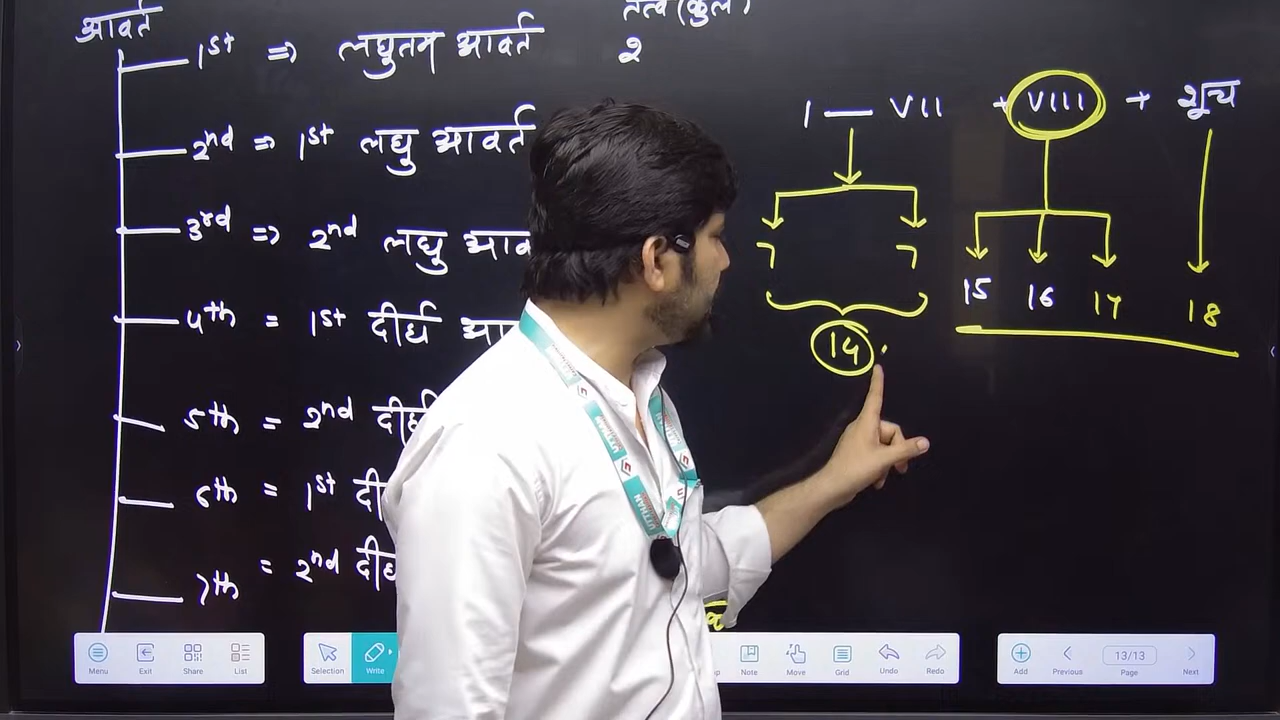 आवर्त
1st => लघुतम आवर्त
तत्व (कुल)
2
2nd => 1st लघु आवर्त
3rd => 2nd लघु
4th = 1st दीर्घ
5th = 2nd
6th = 1st
7th = 2nd
I — VII + VIII + शून्य
7 7
15 16 17 18
14
UTTHAN
Menu Exit Share List
Selection Write
Note Move Grid Undo Redo
Add Previous 13/13 Page Next